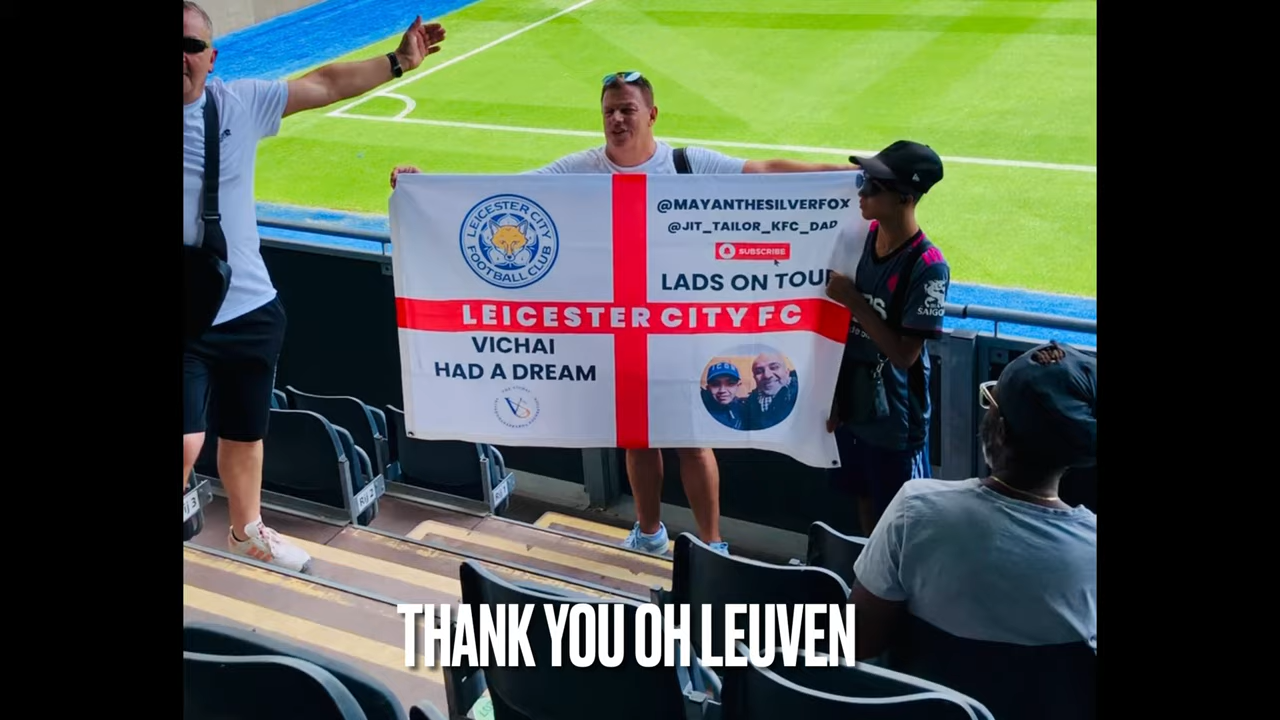 LEICESTER CITY
FOOTBALL CLUB
@MAYANTHESILVERFOX
@JIT_TAILOR_KFC_DAD
SUBSCRIBE
LADS ON TOUR
LEICESTER CITY FC
VICHAI
HAD A DREAM
SAIGON
THANK YOU OH LEUVEN